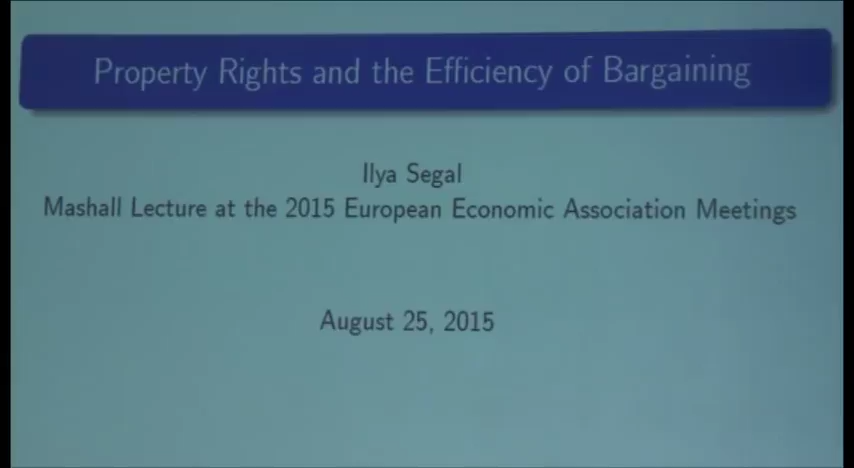 Property Rights and the Efficiency of Bargaining
Ilya Segal
Mashall Lecture at the 2015 European Economic Association Meetings
August 25, 2015